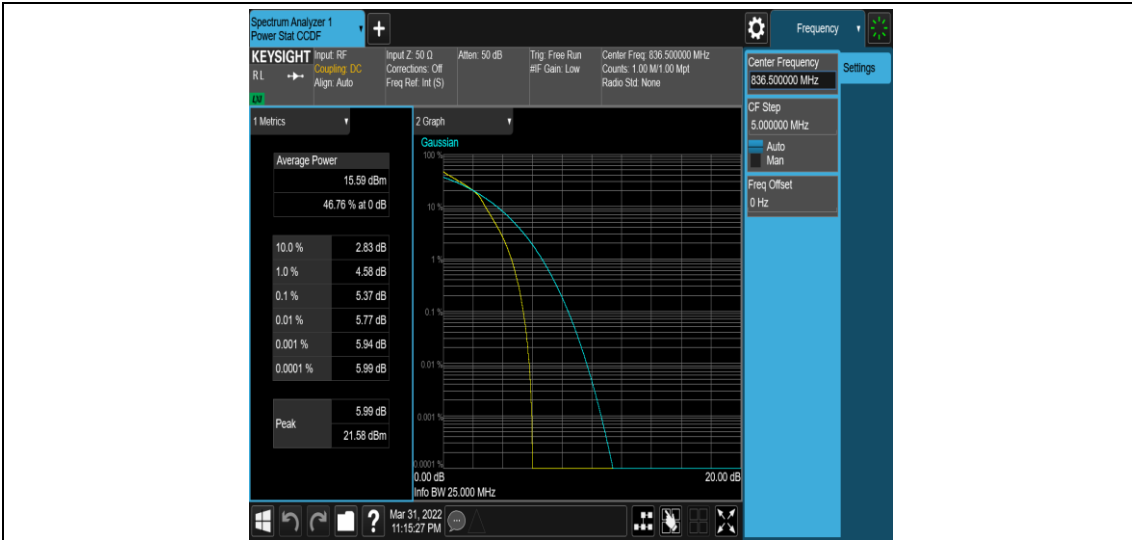 Spectrum Analyzer 1
Power Stat CCDF
+
Frequency
KEYSIGHT
Input: RF
Coupling: DC
Align: Auto
RL
LXI
Input Z: 50 Ω
Corrections: Off
Freq Ref: Int (S)
Atten: 50 dB
Trig: Free Run
#IF Gain: Low
Center Freq: 836.500000 MHz
Counts: 1.00 M/1.00 Mpt
Radio Std: None
Center Frequency
836.500000 MHz
Settings
CF Step
5.000000 MHz
Auto
Man
Freq Offset
0 Hz
1 Metrics
Average Power
15.59 dBm
46.76 % at 0 dB
10.0 % 2.83 dB
1.0 % 4.58 dB
0.1 % 5.37 dB
0.01 % 5.77 dB
0.001 % 5.94 dB
0.0001 % 5.99 dB
Peak
5.99 dB
21.58 dBm
2 Graph
Gaussian
100 %
10 %
1 %
0.1 %
0.01 %
0.001 %
0.0001 %
0.00 dB 20.00 dB
Info BW 25.000 MHz
?
Mar 31, 2022
11:15:27 PM